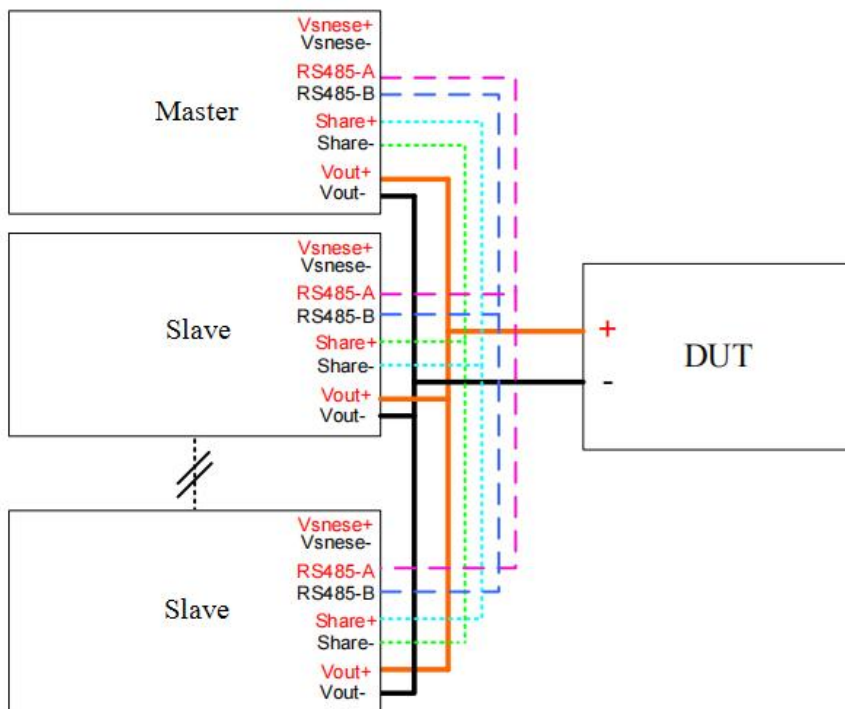 Vsnese+
Vsnese-
RS485-A
RS485-B
Master
Share+
Share-
Vout+
Vout-
Vsnese+
Vsnese-
RS485-A
RS485-B
Slave
Share+
Share-
Vout+
Vout-
+
DUT
-
Vsnese+
Vsnese-
RS485-A
RS485-B
Slave
Share+
Share-
Vout+
Vout-